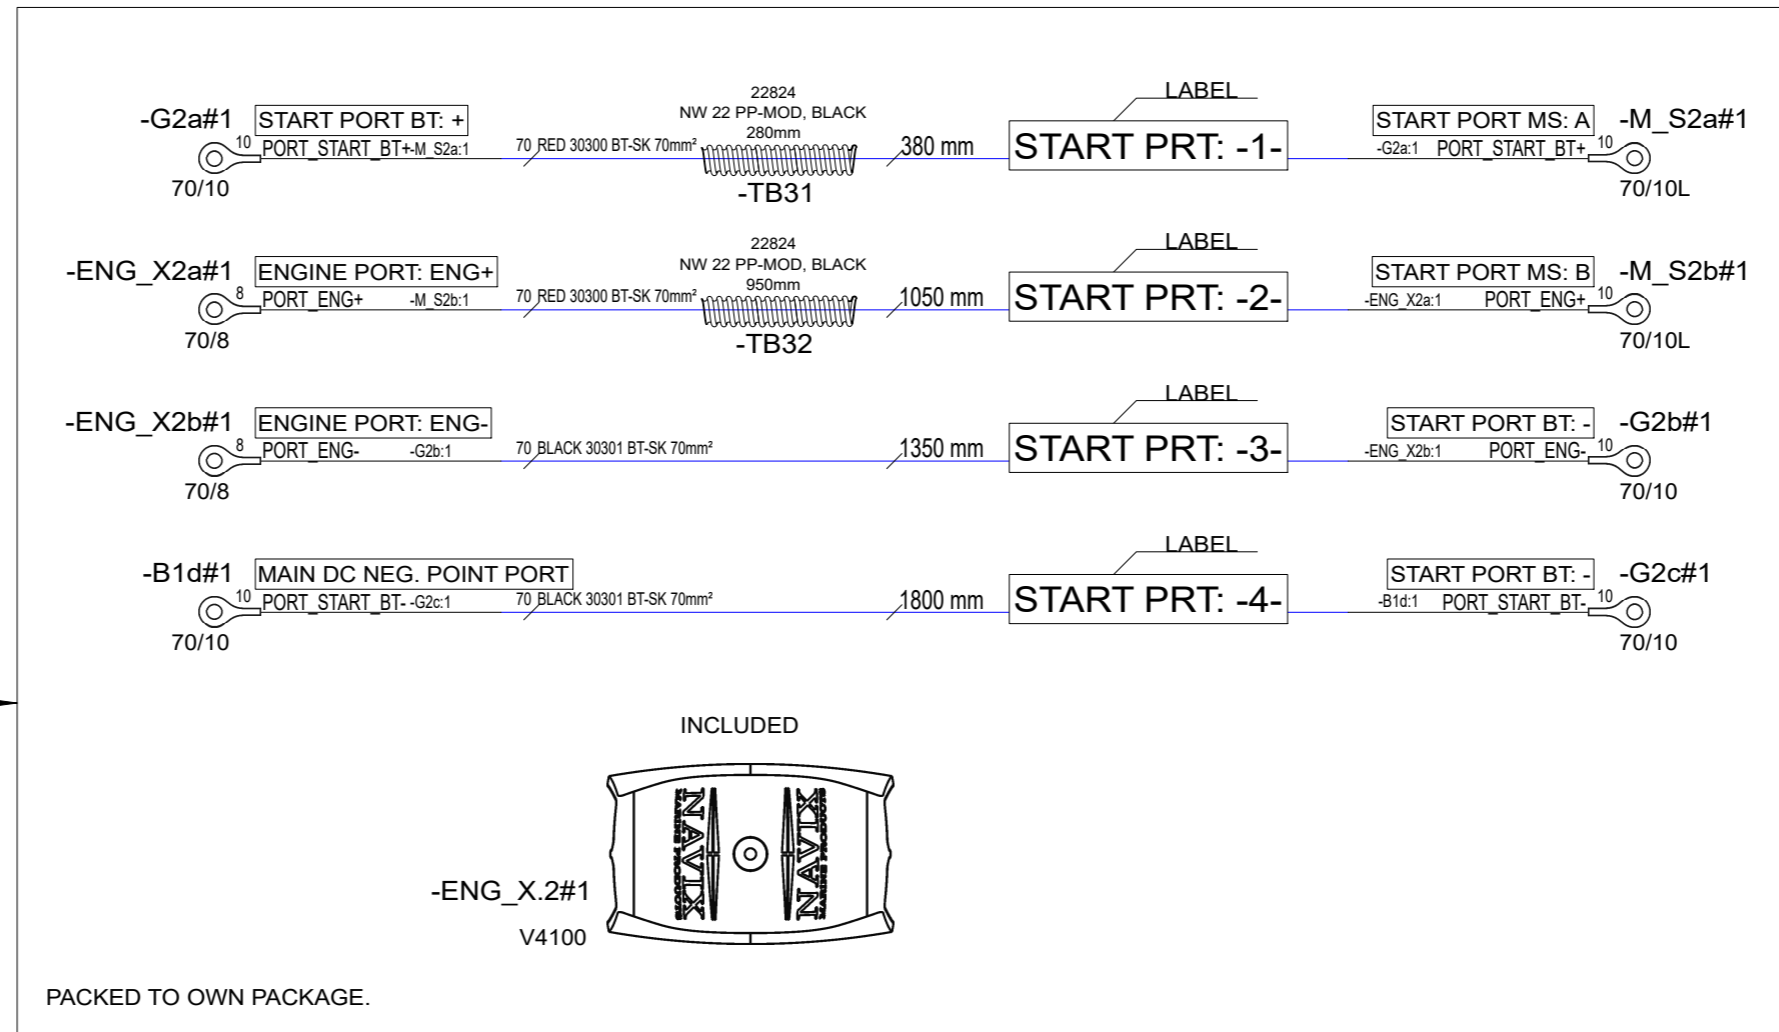 22824
NW 22 PP-MOD, BLACK
280mm
LABEL
-G2a#1 START PORT BT: + START PORT MS: A -M_S2a#1
10 PORT_START_BT+-M_S2a:1 70 RED 30300 BT-SK 70mm² 380 mm START PRT: -1- -G2a:1 PORT_START_BT+ 10
70/10 -TB31 70/10L
22824
NW 22 PP-MOD, BLACK
950mm
LABEL
-ENG_X2a#1 ENGINE PORT: ENG+ START PORT MS: B -M_S2b#1
8 PORT_ENG+ -M_S2b:1 70 RED 30300 BT-SK 70mm² 1050 mm START PRT: -2- -ENG_X2a:1 PORT_ENG+ 10
70/8 -TB32 70/10L
LABEL
-ENG_X2b#1 ENGINE PORT: ENG- START PORT BT: - -G2b#1
8 PORT_ENG- -G2b:1 70 BLACK 30301 BT-SK 70mm² 1350 mm START PRT: -3- -ENG_X2b:1 PORT_ENG- 10
70/8 70/10
LABEL
-B1d#1 MAIN DC NEG. POINT PORT START PORT BT: - -G2c#1
10 PORT_START_BT- -G2c:1 70 BLACK 30301 BT-SK 70mm² 1800 mm START PRT: -4- -B1d:1 PORT_START_BT- 10
70/10 70/10
INCLUDED
NAVIX
MARINE PRODUCTS
NAVIX
MARINE PRODUCTS
-ENG_X.2#1
V4100
PACKED TO OWN PACKAGE.